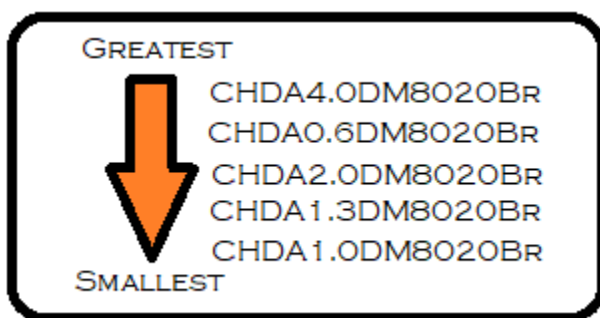 GREATEST
CHDA4.0DM8020BR
CHDA0.6DM8020BR
CHDA2.0DM8020BR
CHDA1.3DM8020BR
CHDA1.0DM8020BR
SMALLEST